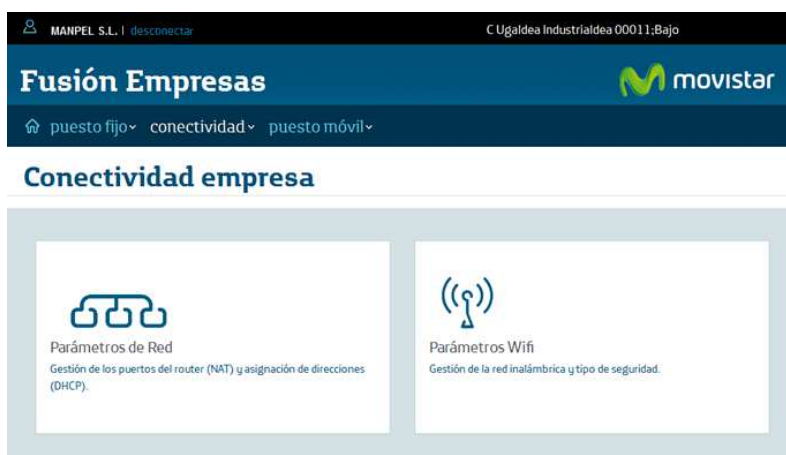 MANPEL S.L. | desconectar
C Ugaldea Industrialdea 00011;Bajo
Fusión Empresas
movistar
puesto fijo conectividad puesto móvil
Conectividad empresa
Parámetros de Red
Gestión de los puertos del router (NAT) y asignación de direcciones
(DHCP).
Parámetros Wifi
Gestión de la red inalámbrica y tipo de seguridad.